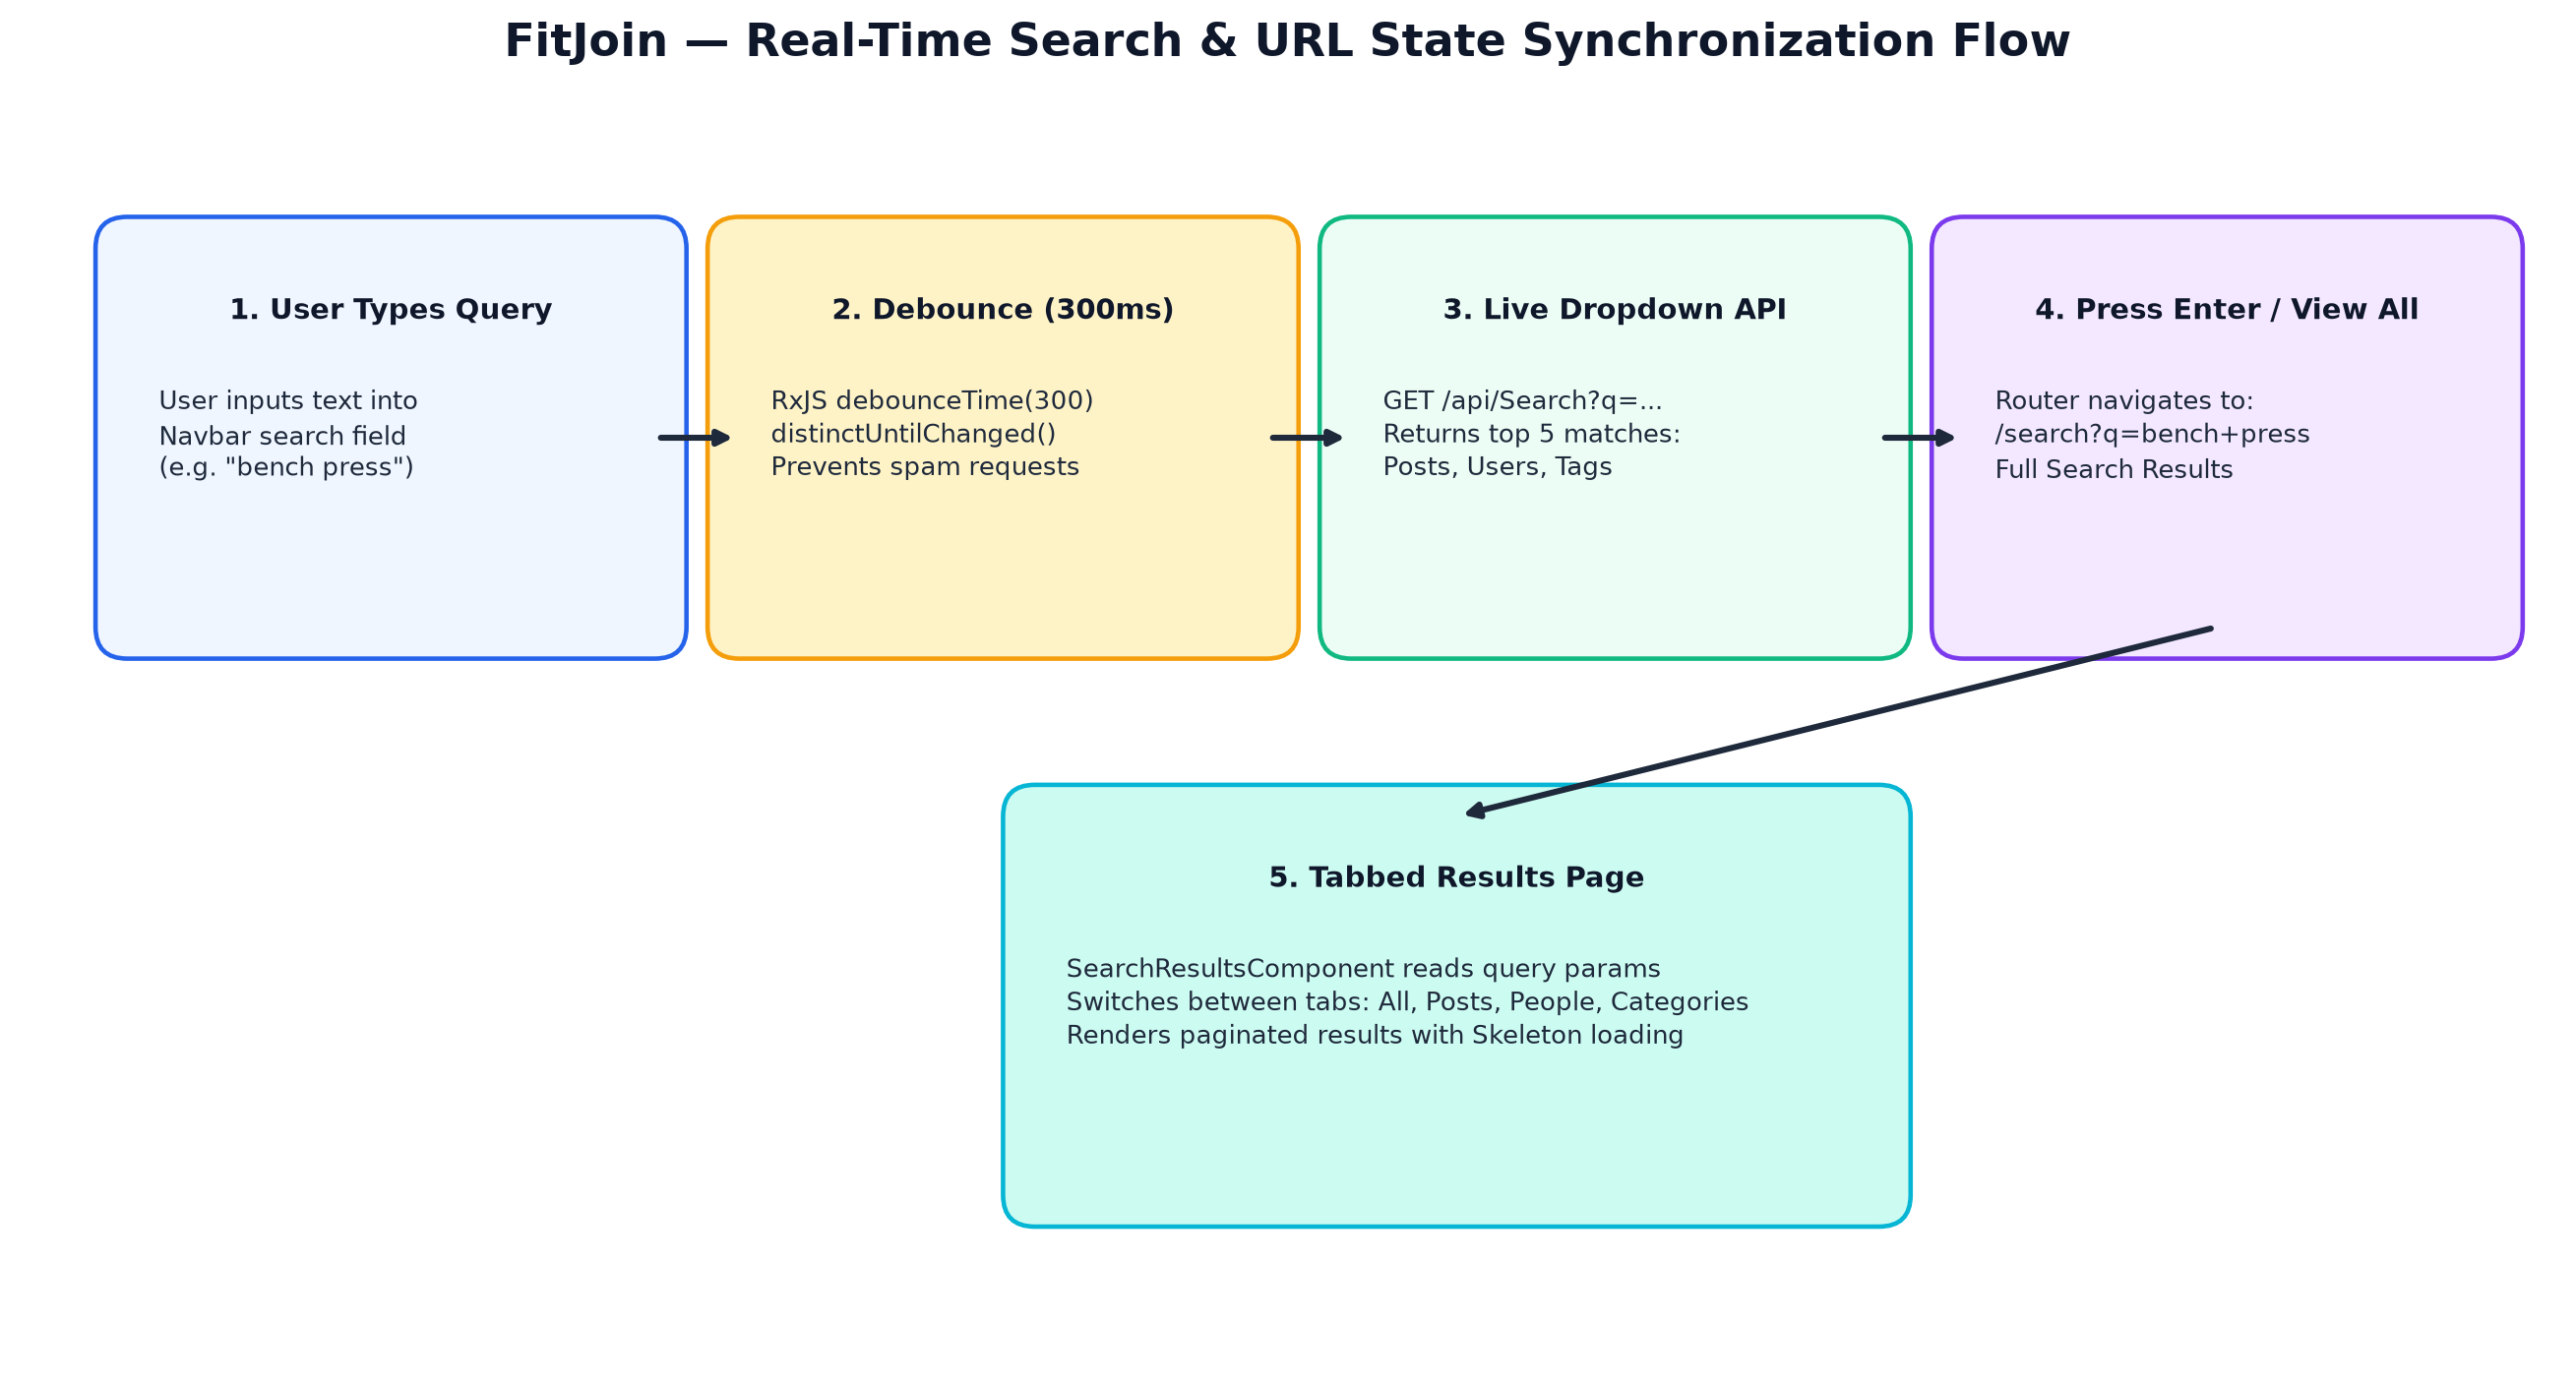 FitJoin — Real-Time Search & URL State Synchronization Flow
1. User Types Query
User inputs text into
Navbar search field
(e.g. "bench press")
2. Debounce (300ms)
RxJS debounceTime(300)
distinctUntilChanged()
Prevents spam requests
3. Live Dropdown API
GET /api/Search?q=...
Returns top 5 matches:
Posts, Users, Tags
4. Press Enter / View All
Router navigates to:
/search?q=bench+press
Full Search Results
5. Tabbed Results Page
SearchResultsComponent reads query params
Switches between tabs: All, Posts, People, Categories
Renders paginated results with Skeleton loading